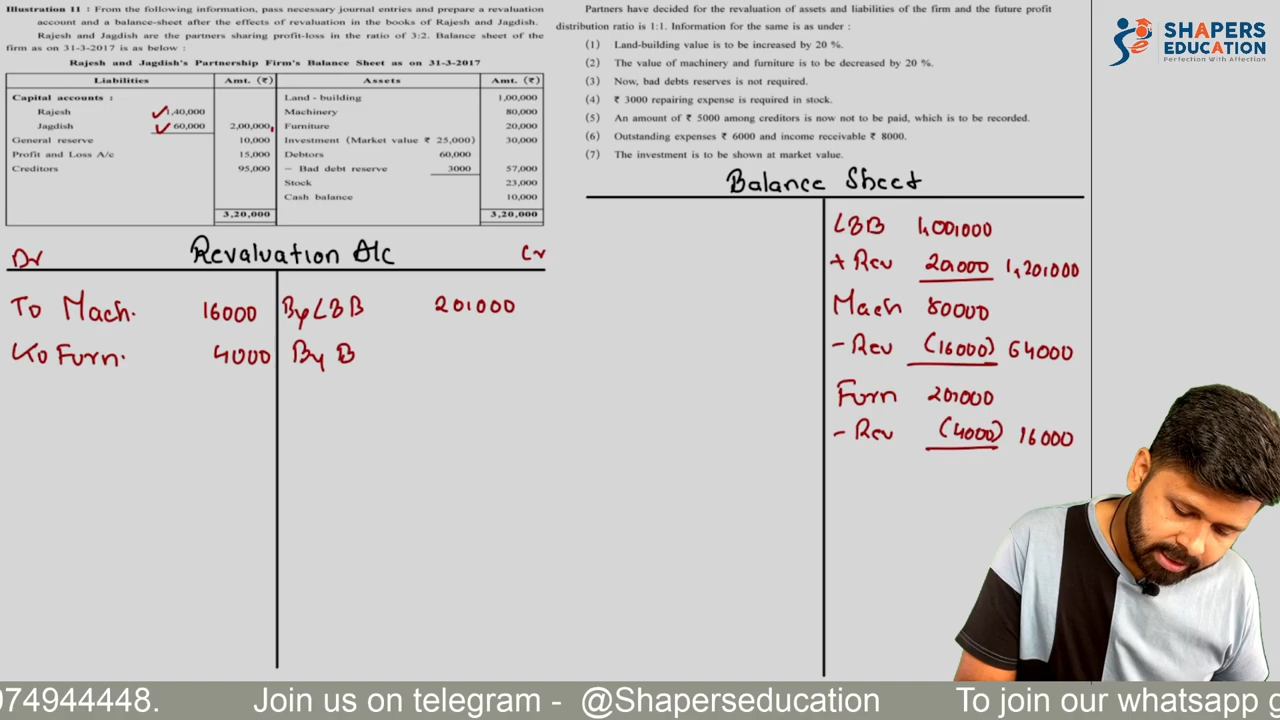 Illustration 11 : From the following information, pass necessary journal entries and prepare a revaluation
account and a balance-sheet after the effects of revaluation in the books of Rajesh and Jagdish.
Rajesh and Jagdish are the partners sharing profit-loss in the ratio of 3:2. Balance sheet of the
firm as on 31-3-2017 is as below :
Rajesh and Jagdish's Partnership Firm's Balance Sheet as on 31-3-2017
Liabilities Amt. (₹) Assets Amt. (₹)
Capital accounts : Land - building 1,00,000
Rajesh 1,40,000 Machinery 80,000
Jagdish 60,000 2,00,000 Furniture 20,000
General reserve 10,000 Investment (Market value ₹ 25,000) 30,000
Profit and Loss A/c 15,000 Debtors 60,000
Creditors 95,000 – Bad debt reserve 3000 57,000
Stock 23,000
Cash balance 10,000
3,20,000 3,20,000
Partners have decided for the revaluation of assets and liabilities of the firm and the future profit
distribution ratio is 1:1. Information for the same is as under :
(1) Land-building value is to be increased by 20 %.
(2) The value of machinery and furniture is to be decreased by 20 %.
(3) Now, bad debts reserves is not required.
(4) ₹ 3000 repairing expense is required in stock.
(5) An amount of ₹ 5000 among creditors is now not to be paid, which is to be recorded.
(6) Outstanding expenses ₹ 6000 and income receivable ₹ 8000.
(7) The investment is to be shown at market value.
SHAPERS
EDUCATION
Perfection With Affection
Dr Revaluation A/c Cr
To Mach. 16000 By LBB 20,000
To Furn. 4000 By B
Balance Sheet
LBB 1,00,000
+ Rev 20,000 1,20,000
Mach 80000
- Rev (16000) 64000
Furn 20,000
- Rev (4000) 16000
074944448. Join us on telegram - @Shaperseducation To join our whatsapp g